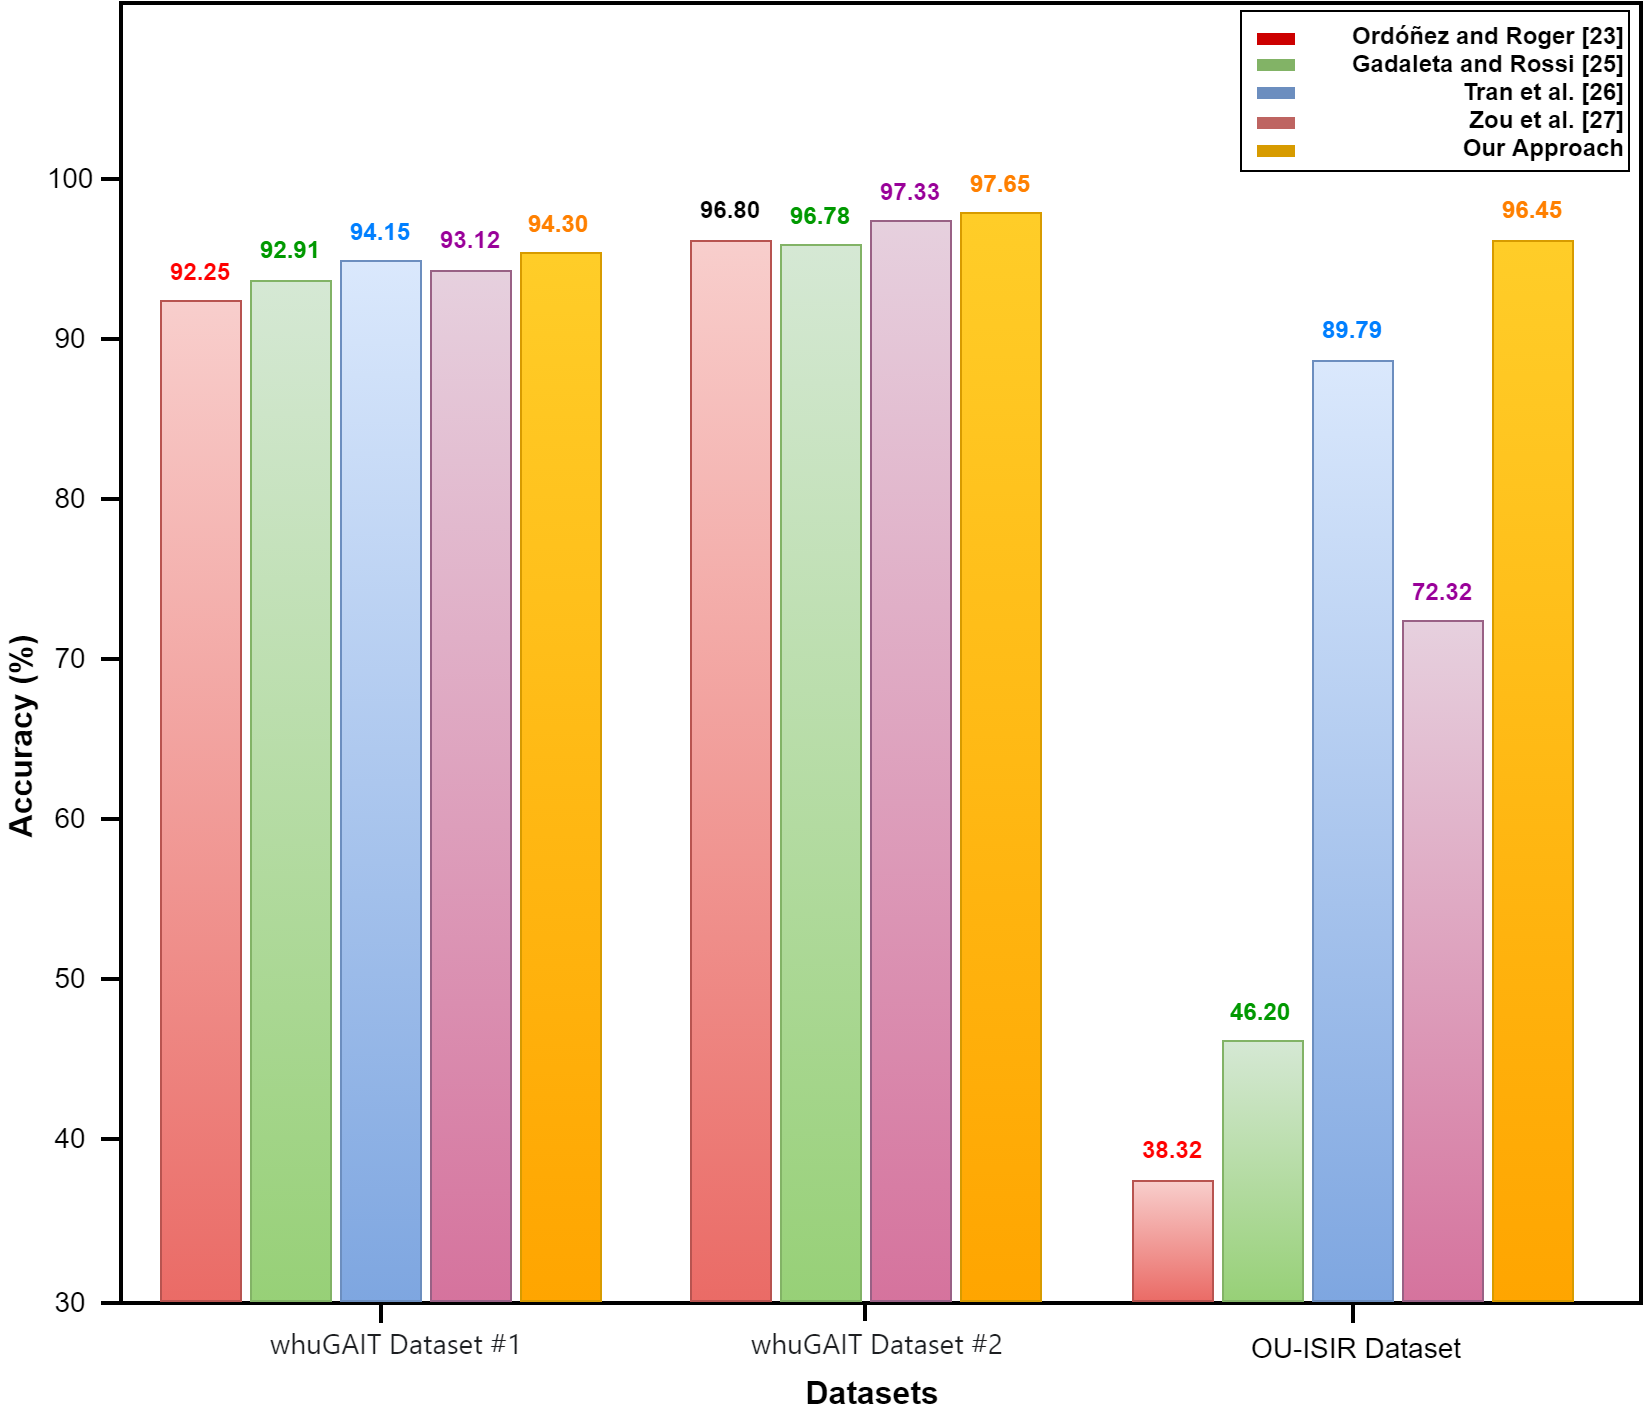 Ordóñez and Roger [23]
Gadaleta and Rossi [25]
Tran et al. [26]
Zou et al. [27]
Our Approach
100
90
80
70
60
50
40
30
Accuracy (%)
92.25
92.91
94.15
93.12
94.30
96.80
96.78
97.33
97.65
38.32
46.20
89.79
72.32
96.45
whuGAIT Dataset #1
whuGAIT Dataset #2
OU-ISIR Dataset
Datasets